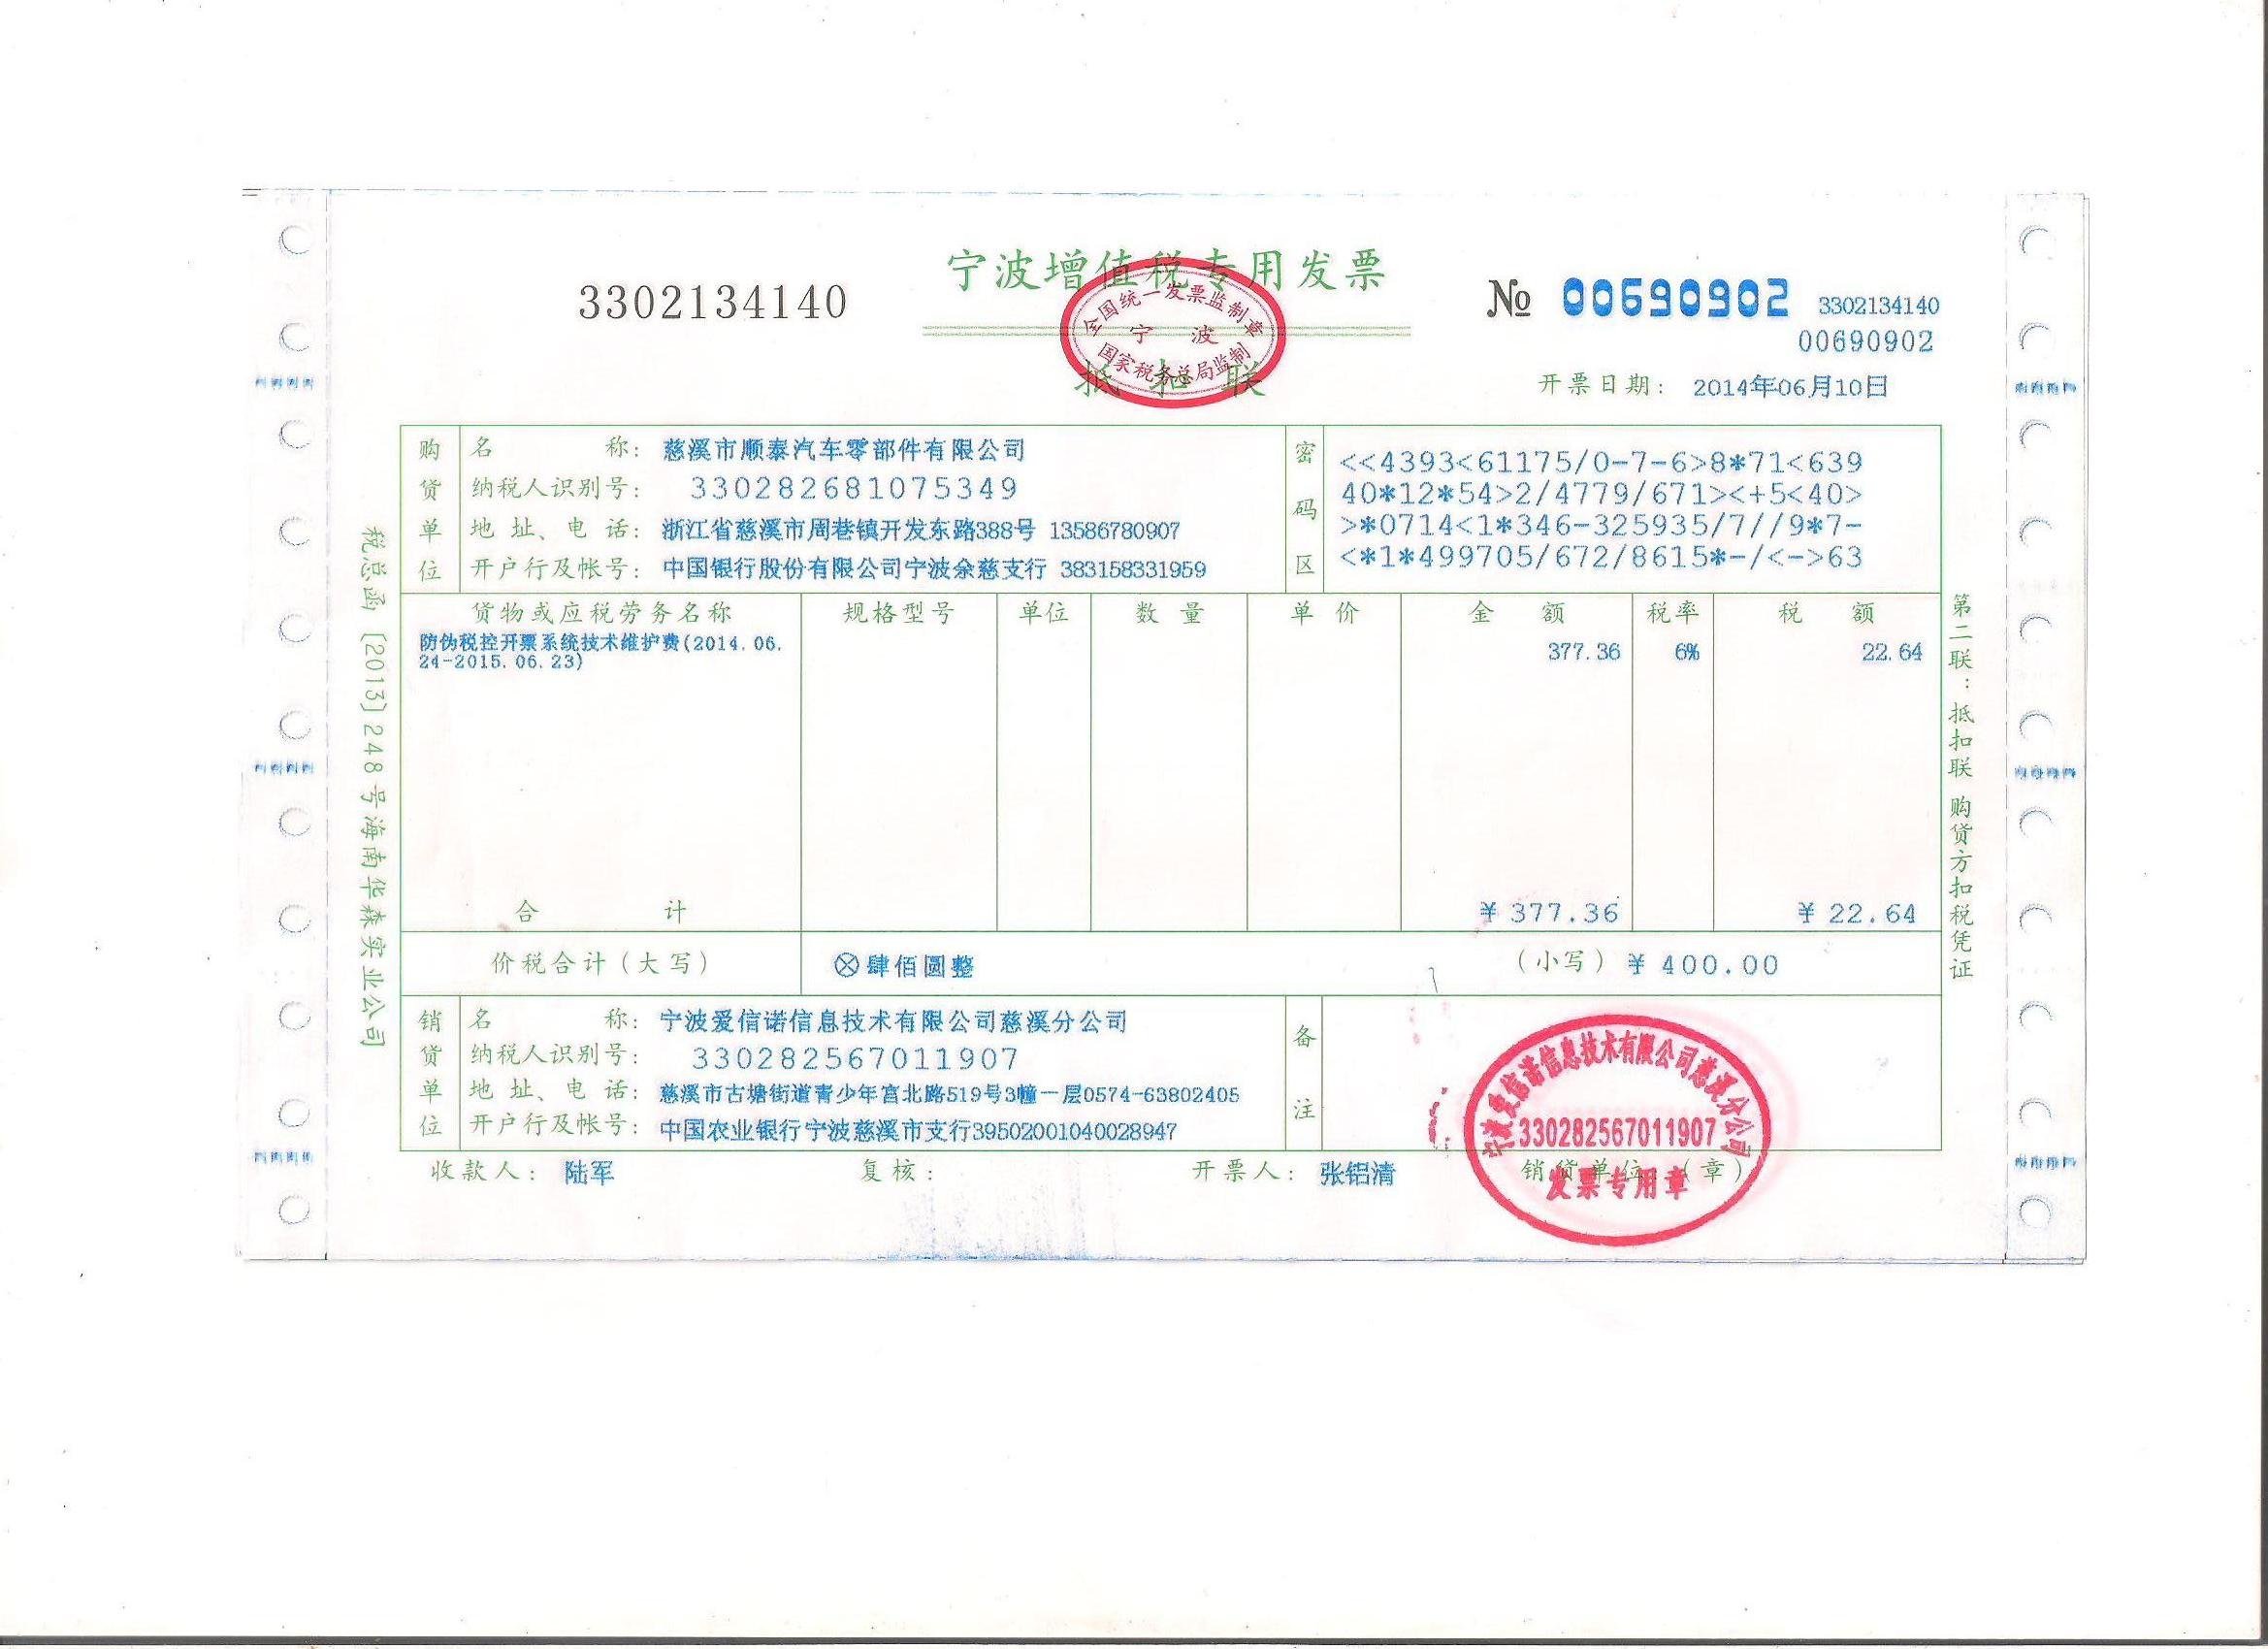 宁波增值税专用发票
3302134140
№ 00690902 3302134140
00690902
全国统一发票监制章
宁 波
国家税务总局监制
抵扣联
开票日期: 2014年06月10日
购货单位
名 称: 慈溪市顺泰汽车零部件有限公司
纳税人识别号: 330282681075349
地 址、电 话: 浙江省慈溪市周巷镇开发东路388号 13586780907
开户行及帐号: 中国银行股份有限公司宁波余慈支行 383158331959
密码区
<<4393<61175/0-7-6>8*71<639
40*12*54>2/4779/671><+5<40>
>*0714<1*346-325935/7//9*7-
<*1*499705/672/8615*-/<->63
货物或应税劳务名称 规格型号 单位 数 量 单 价 金 额 税率 税 额
防伪税控开票系统技术维护费(2014.06. 377.36 6% 22.64
24-2015.06.23)
合 计 ¥377.36 ¥22.64
价税合计(大写) ⊗肆佰圆整 (小写)¥400.00
销货单位
名 称: 宁波爱信诺信息技术有限公司慈溪分公司
纳税人识别号: 330282567011907
地 址、电 话: 慈溪市古塘街道青少年宫北路519号3幢一层0574-63802405
开户行及帐号: 中国农业银行宁波慈溪市支行39502001040028947
备注
宁波爱信诺信息技术有限公司慈溪分公司
330282567011907
发票专用章
收款人: 陆军 复核: 开票人: 张铝清 销货单位:(章)
税总函[2013]248号海南华森实业公司
第二联:抵扣联 购货方扣税凭证